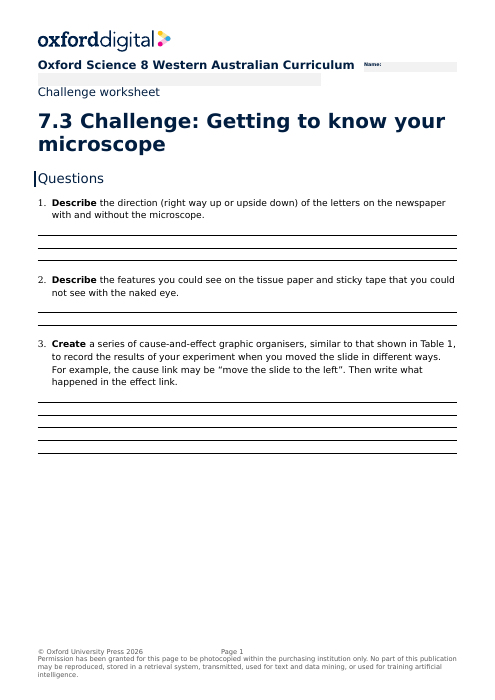 oxforddigital
Oxford Science 8 Western Australian Curriculum Name:
Challenge worksheet
7.3 Challenge: Getting to know your
microscope
Questions
1. Describe the direction (right way up or upside down) of the letters on the newspaper
with and without the microscope.
2. Describe the features you could see on the tissue paper and sticky tape that you could
not see with the naked eye.
3. Create a series of cause-and-effect graphic organisers, similar to that shown in Table 1,
to record the results of your experiment when you moved the slide in different ways.
For example, the cause link may be “move the slide to the left”. Then write what
happened in the effect link.
© Oxford University Press 2026 Page 1
Permission has been granted for this page to be photocopied within the purchasing institution only. No part of this publication
may be reproduced, stored in a retrieval system, transmitted, used for text and data mining, or used for training artificial
intelligence.